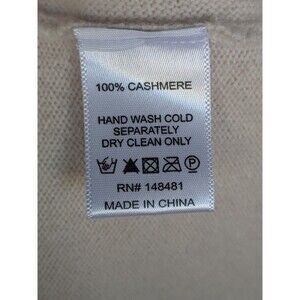 100% CASHMERE
HAND WASH COLD
SEPARATELY
DRY CLEAN ONLY
RN# 148481
MADE IN CHINA